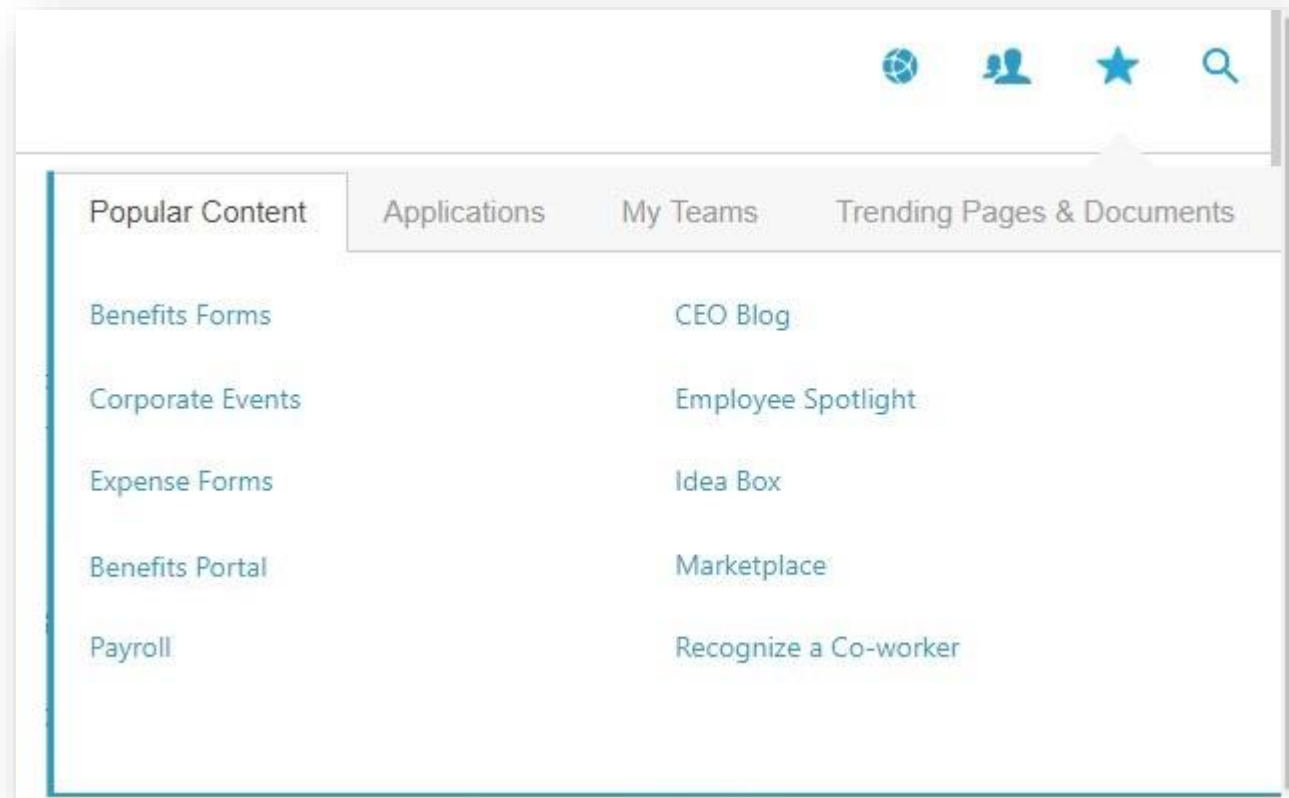 Popular Content
Applications
My Teams
Trending Pages & Documents
Benefits Forms
CEO Blog
Corporate Events
Employee Spotlight
Expense Forms
Idea Box
Benefits Portal
Marketplace
Payroll
Recognize a Co-worker